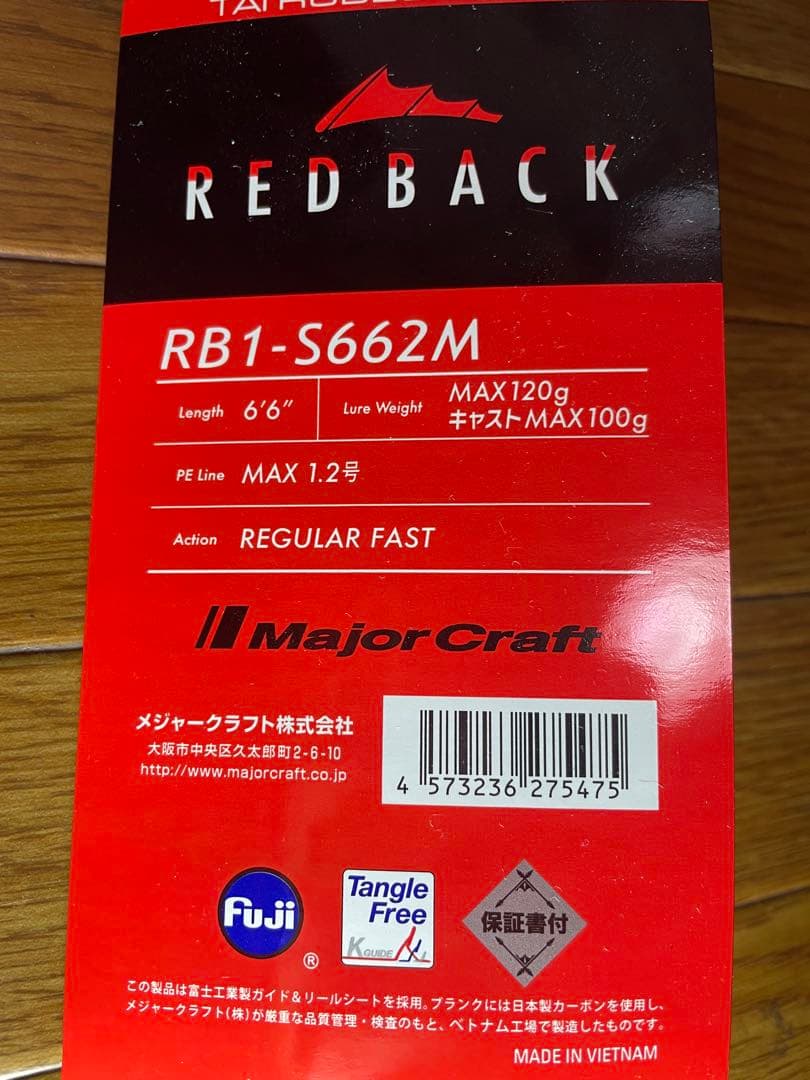 REDBACK
RB1-S662M
Length 6'6" Lure Weight MAX120g
キャストMAX100g
PE Line MAX 1.2号
Action REGULAR FAST
Major Craft
メジャークラフト株式会社
大阪市中央区久太郎町2-6-10
http://www.majorcraft.co.jp
4 573236 275475
Fuji
®
Tangle
Free
K GUIDE
保証書付
この製品は富士工業製ガイド&リールシートを採用。ブランクには日本製カーボンを使用し、
メジャークラフト(株)が厳重な品質管理・検査のもと、ベトナム工場で製造したものです。
MADE IN VIETNAM